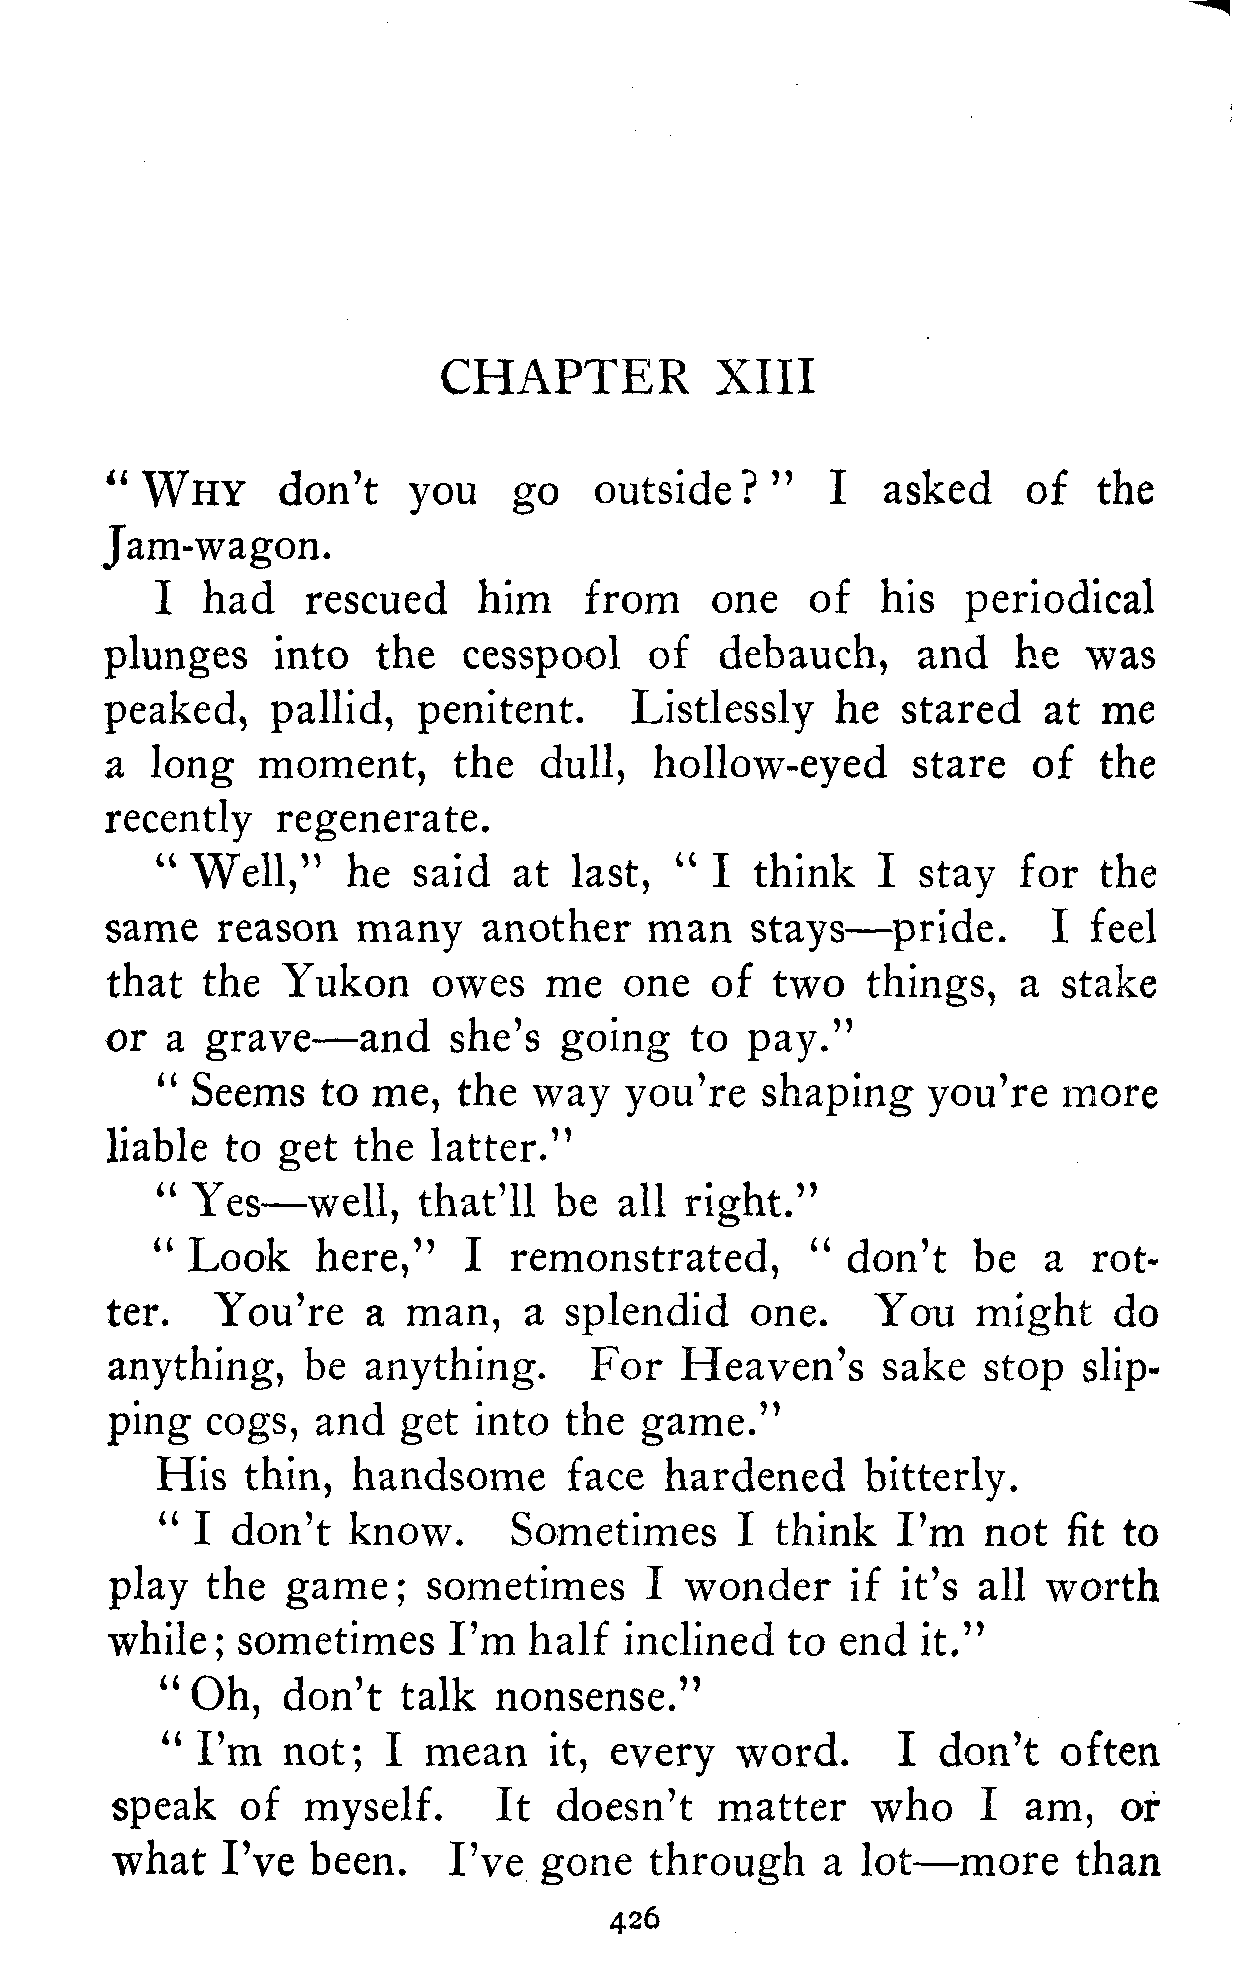 CHAPTER XIII
" WHY don't you go outside? " I asked of the
Jam-wagon.
I had rescued him from one of his periodical
plunges into the cesspool of debauch, and he was
peaked, pallid, penitent. Listlessly he stared at me
a long moment, the dull, hollow-eyed stare of the
recently regenerate.
" Well," he said at last, " I think I stay for the
same reason many another man stays—pride. I feel
that the Yukon owes me one of two things, a stake
or a grave—and she's going to pay."
" Seems to me, the way you're shaping you're more
liable to get the latter."
" Yes—well, that'll be all right."
" Look here," I remonstrated, " don't be a rot-
ter. You're a man, a splendid one. You might do
anything, be anything. For Heaven's sake stop slip-
ping cogs, and get into the game."
His thin, handsome face hardened bitterly.
" I don't know. Sometimes I think I'm not fit to
play the game; sometimes I wonder if it's all worth
while; sometimes I'm half inclined to end it."
" Oh, don't talk nonsense."
" I'm not; I mean it, every word. I don't often
speak of myself. It doesn't matter who I am, or
what I've been. I've gone through a lot—more than
426